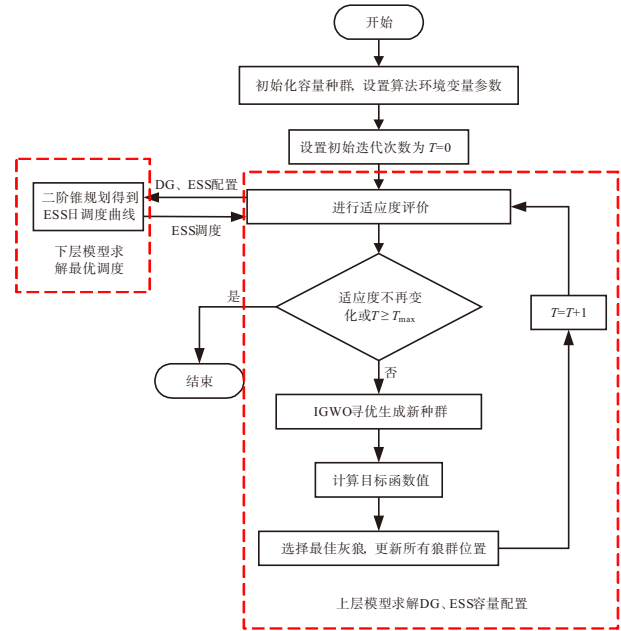 开始
初始化容量种群, 设置算法环境变量参数
设置初始迭代次数为 T=0
DG、ESS配置
二阶锥规划得到
ESS日调度曲线
进行适应度评价
ESS调度
下层模型求
解最优调度
是
适应度不再变
化或T ≥ Tmax
T=T+1
结束
否
IGWO寻优生成新种群
计算目标函数值
选择最佳灰狼, 更新所有狼群位置
上层模型求解DG、ESS容量配置